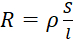 R = ρ s/l